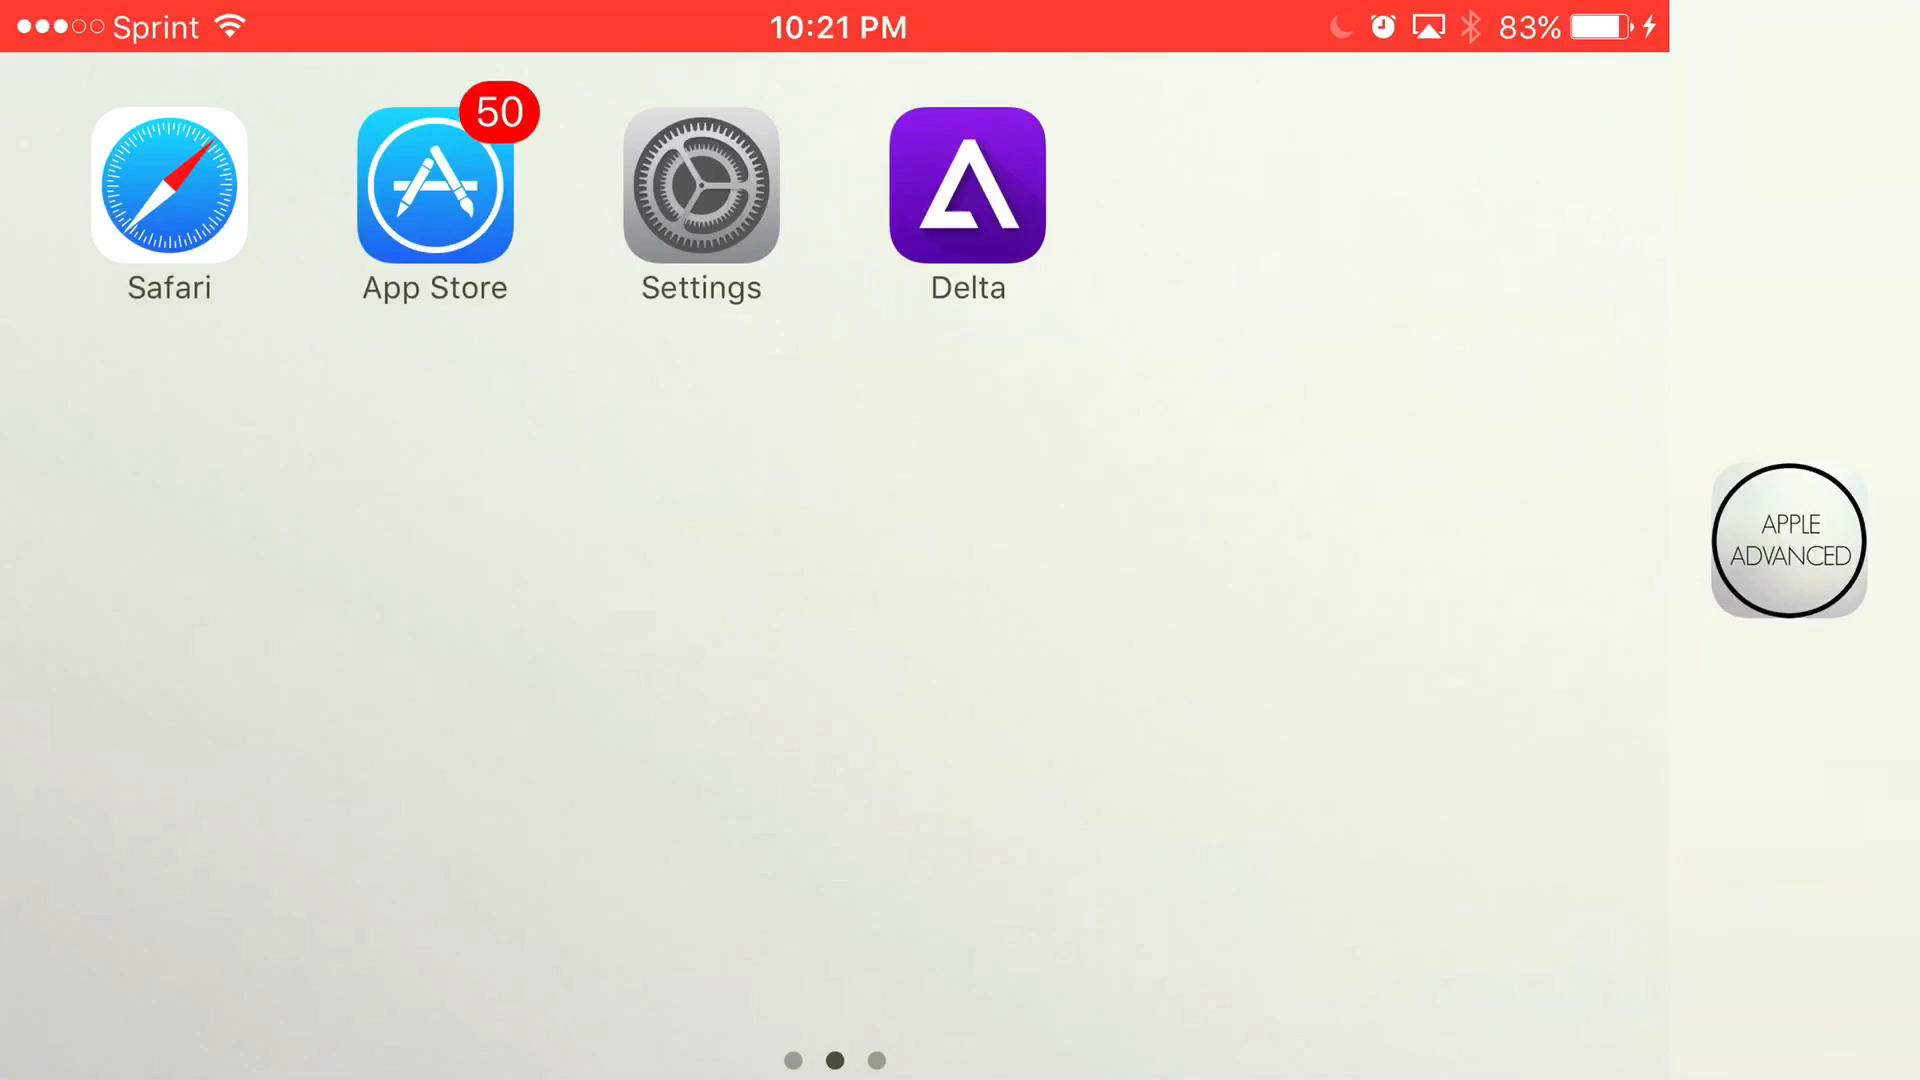 Sprint 10:21 PM 83%
50
Safari App Store Settings Delta
APPLE
ADVANCED